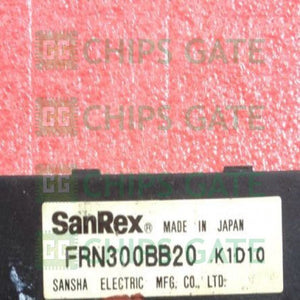 CHIPS GATE
CHIPS GATE
CHIPS GATE
SanRex® MADE IN JAPAN
FRN300BB20 K1D10
SANSHA ELECTRIC MFG. CO., LTD.